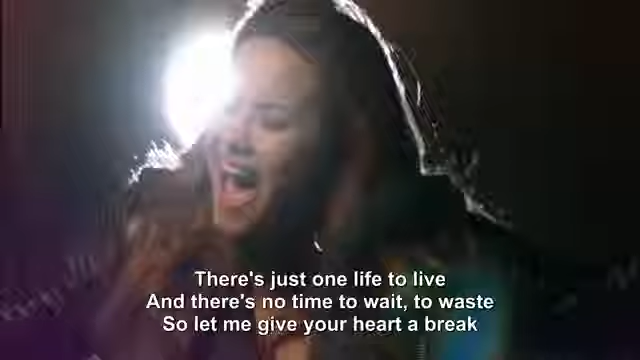 There's just one life to live
And there's no time to wait, to waste
So let me give your heart a break